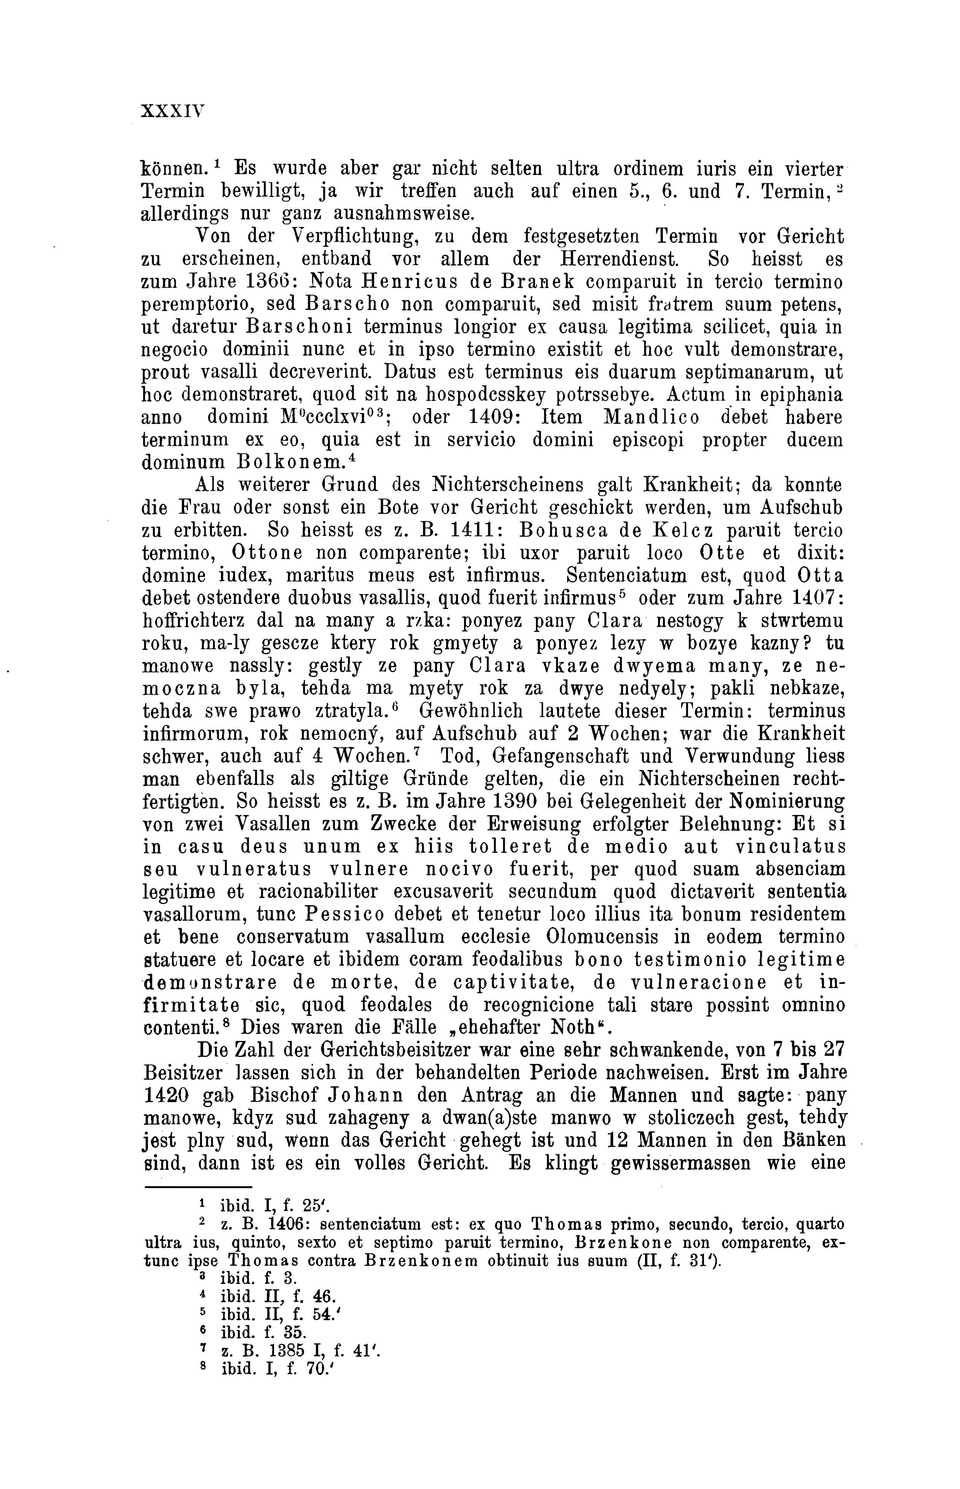 XXXIV
können.¹ Es wurde aber gar nicht selten ultra ordinem iuris ein vierter
Termin bewilligt, ja wir treffen auch auf einen 5., 6. und 7. Termin,²
allerdings nur ganz ausnahmsweise.
Von der Verpflichtung, zu dem festgesetzten Termin vor Gericht
zu erscheinen, entband vor allem der Herrendienst. So heisst es
zum Jahre 1366: Nota Henricus de Branek comparuit in tercio termino
peremptorio, sed Barscho non comparuit, sed misit fratrem suum petens,
ut daretur Barschoni terminus longior ex causa legitima scilicet, quia in
negocio dominii nunc et in ipso termino existit et hoc vult demonstrare,
prout vasalli decreverint. Datus est terminus eis duarum septimanarum, ut
hoc demonstraret, quod sit na hospodcsskey potrssebye. Actum in epiphania
anno domini M⁰ccclxvi⁰³; oder 1409: Item Mandlico debet habere
terminum ex eo, quia est in servicio domini episcopi propter ducem
dominum Bolkonem.⁴
Als weiterer Grund des Nichterscheinens galt Krankheit; da konnte
die Frau oder sonst ein Bote vor Gericht geschickt werden, um Aufschub
zu erbitten. So heisst es z. B. 1411: Bohusca de Kelcz paruit tercio
termino, Ottone non comparente; ibi uxor paruit loco Otte et dixit:
domine iudex, maritus meus est infirmus. Sentenciatum est, quod Otta
debet ostendere duobus vasallis, quod fuerit infirmus⁵ oder zum Jahre 1407:
hoffrichterz dal na many a rzka: ponyez pany Clara nestogy k stwrtemu
roku, ma-ly gescze ktery rok gmyety a ponyez lezy w bozye kazny? tu
manowe nassly: gestly ze pany Clara vkaze dwyema many, ze ne-
moczna byla, tehda ma myety rok za dwye nedyely; pakli nebkaze,
tehda swe prawo ztratyla.⁶ Gewöhnlich lautete dieser Termin: terminus
infirmorum, rok nemocný, auf Aufschub auf 2 Wochen; war die Krankheit
schwer, auch auf 4 Wochen.⁷ Tod, Gefangenschaft und Verwundung liess
man ebenfalls als giltige Gründe gelten, die ein Nichterscheinen recht-
fertigten. So heisst es z. B. im Jahre 1390 bei Gelegenheit der Nominierung
von zwei Vasallen zum Zwecke der Erweisung erfolgter Belehnung: Et si
in casu deus unum ex hiis tolleret de medio aut vinculatus
seu vulneratus vulnere nocivo fuerit, per quod suam absenciam
legitime et racionabiliter excusaverit secundum quod dictaverit sententia
vasallorum, tunc Pessico debet et tenetur loco illius ita bonum residentem
et bene conservatum vasallum ecclesie Olomucensis in eodem termino
statuere et locare et ibidem coram feodalibus bono testimonio legitime
demonstrare de morte, de captivitate, de vulneracione et in-
firmitate sic, quod feodales de recognicione tali stare possint omnino
contenti.⁸ Dies waren die Fälle „ehehafter Noth“.
Die Zahl der Gerichtsbeisitzer war eine sehr schwankende, von 7 bis 27
Beisitzer lassen sich in der behandelten Periode nachweisen. Erst im Jahre
1420 gab Bischof Johann den Antrag an die Mannen und sagte: pany
manowe, kdyz sud zahageny a dwan(a)ste manwo w stoliczech gest, tehdy
jest plny sud, wenn das Gericht gehegt ist und 12 Mannen in den Bänken
sind, dann ist es ein volles Gericht. Es klingt gewissermassen wie eine
¹ ibid. I, f. 25′.
² z. B. 1406: sentenciatum est: ex quo Thomas primo, secundo, tercio, quarto
ultra ius, quinto, sexto et septimo paruit termino, Brzenkone non comparente, ex-
tunc ipse Thomas contra Brzenkonem obtinuit ius suum (II, f. 31′).
³ ibid. f. 3.
⁴ ibid. II, f. 46.
⁵ ibid. II, f. 54.′
⁶ ibid. f. 35.
⁷ z. B. 1385 I, f. 41′.
⁸ ibid. I, f. 70.′